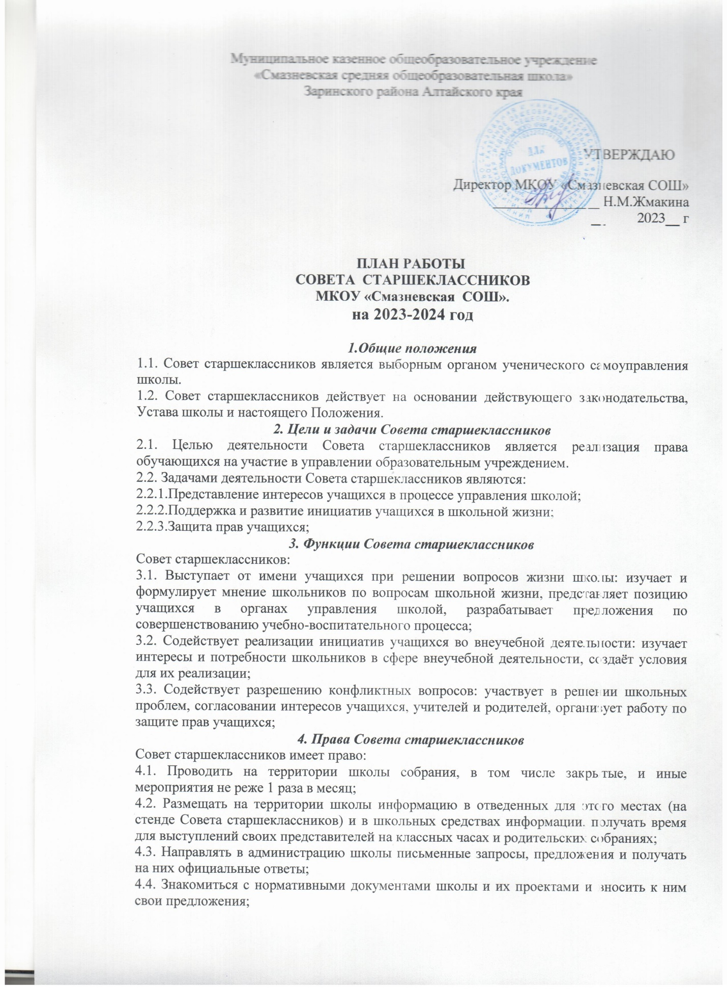 Муниципальное казенное общеобразовательное учреждение
«Смазневская средняя общеобразовательная школа»
Заринского района Алтайского края
ДЛЯ
ДОКУМЕНТОВ
УТВЕРЖДАЮ
Директор МКОУ «Смазневская СОШ»
_______________ Н.М.Жмакина
__.        2023__ г
ПЛАН РАБОТЫ
СОВЕТА СТАРШЕКЛАССНИКОВ
МКОУ «Смазневская СОШ».
на 2023-2024 год
1.Общие положения
1.1. Совет старшеклассников является выборным органом ученического самоуправления
школы.
1.2. Совет старшеклассников действует на основании действующего законодательства,
Устава школы и настоящего Положения.
2. Цели и задачи Совета старшеклассников
2.1. Целью деятельности Совета старшеклассников является реализация права
обучающихся на участие в управлении образовательным учреждением.
2.2. Задачами деятельности Совета старшеклассников являются:
2.2.1.Представление интересов учащихся в процессе управления школой;
2.2.2.Поддержка и развитие инициатив учащихся в школьной жизни;
2.2.3.Защита прав учащихся;
3. Функции Совета старшеклассников
Совет старшеклассников:
3.1. Выступает от имени учащихся при решении вопросов жизни школы: изучает и
формулирует мнение школьников по вопросам школьной жизни, представляет позицию
учащихся в органах управления школой, разрабатывает предложения по
совершенствованию учебно-воспитательного процесса;
3.2. Содействует реализации инициатив учащихся во внеучебной деятельности: изучает
интересы и потребности школьников в сфере внеучебной деятельности, создаёт условия
для их реализации;
3.3. Содействует разрешению конфликтных вопросов: участвует в решении школьных
проблем, согласовании интересов учащихся, учителей и родителей, организует работу по
защите прав учащихся;
4. Права Совета старшеклассников
Совет старшеклассников имеет право:
4.1. Проводить на территории школы собрания, в том числе закрытые, и иные
мероприятия не реже 1 раза в месяц;
4.2. Размещать на территории школы информацию в отведенных для этого местах (на
стенде Совета старшеклассников) и в школьных средствах информации, получать время
для выступлений своих представителей на классных часах и родительских собраниях;
4.3. Направлять в администрацию школы письменные запросы, предложения и получать
на них официальные ответы;
4.4. Знакомиться с нормативными документами школы и их проектами и вносить к ним
свои предложения;